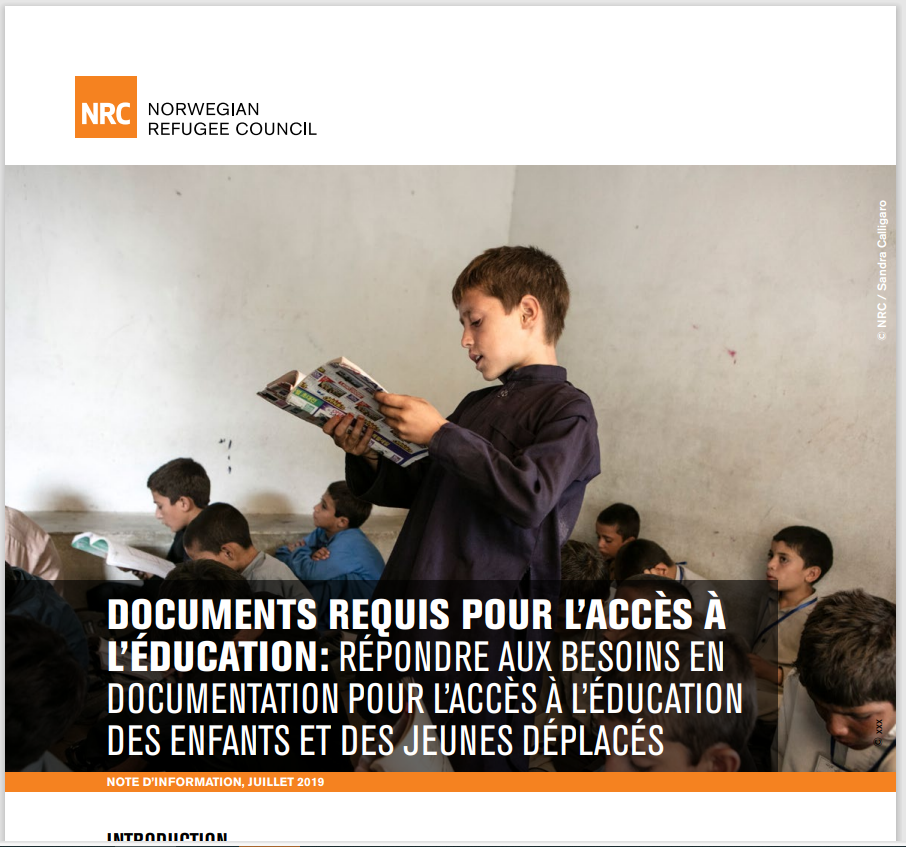 NRC
NORWEGIAN
REFUGEE COUNCIL
© NRC / Sandra Calligaro
DOCUMENTS REQUIS POUR L'ACCÈS À
L'ÉDUCATION: RÉPONDRE AUX BESOINS EN
DOCUMENTATION POUR L'ACCÈS À L'ÉDUCATION
DES ENFANTS ET DES JEUNES DÉPLACÉS
© xxx
NOTE D'INFORMATION, JUILLET 2019
INTRODUCTION